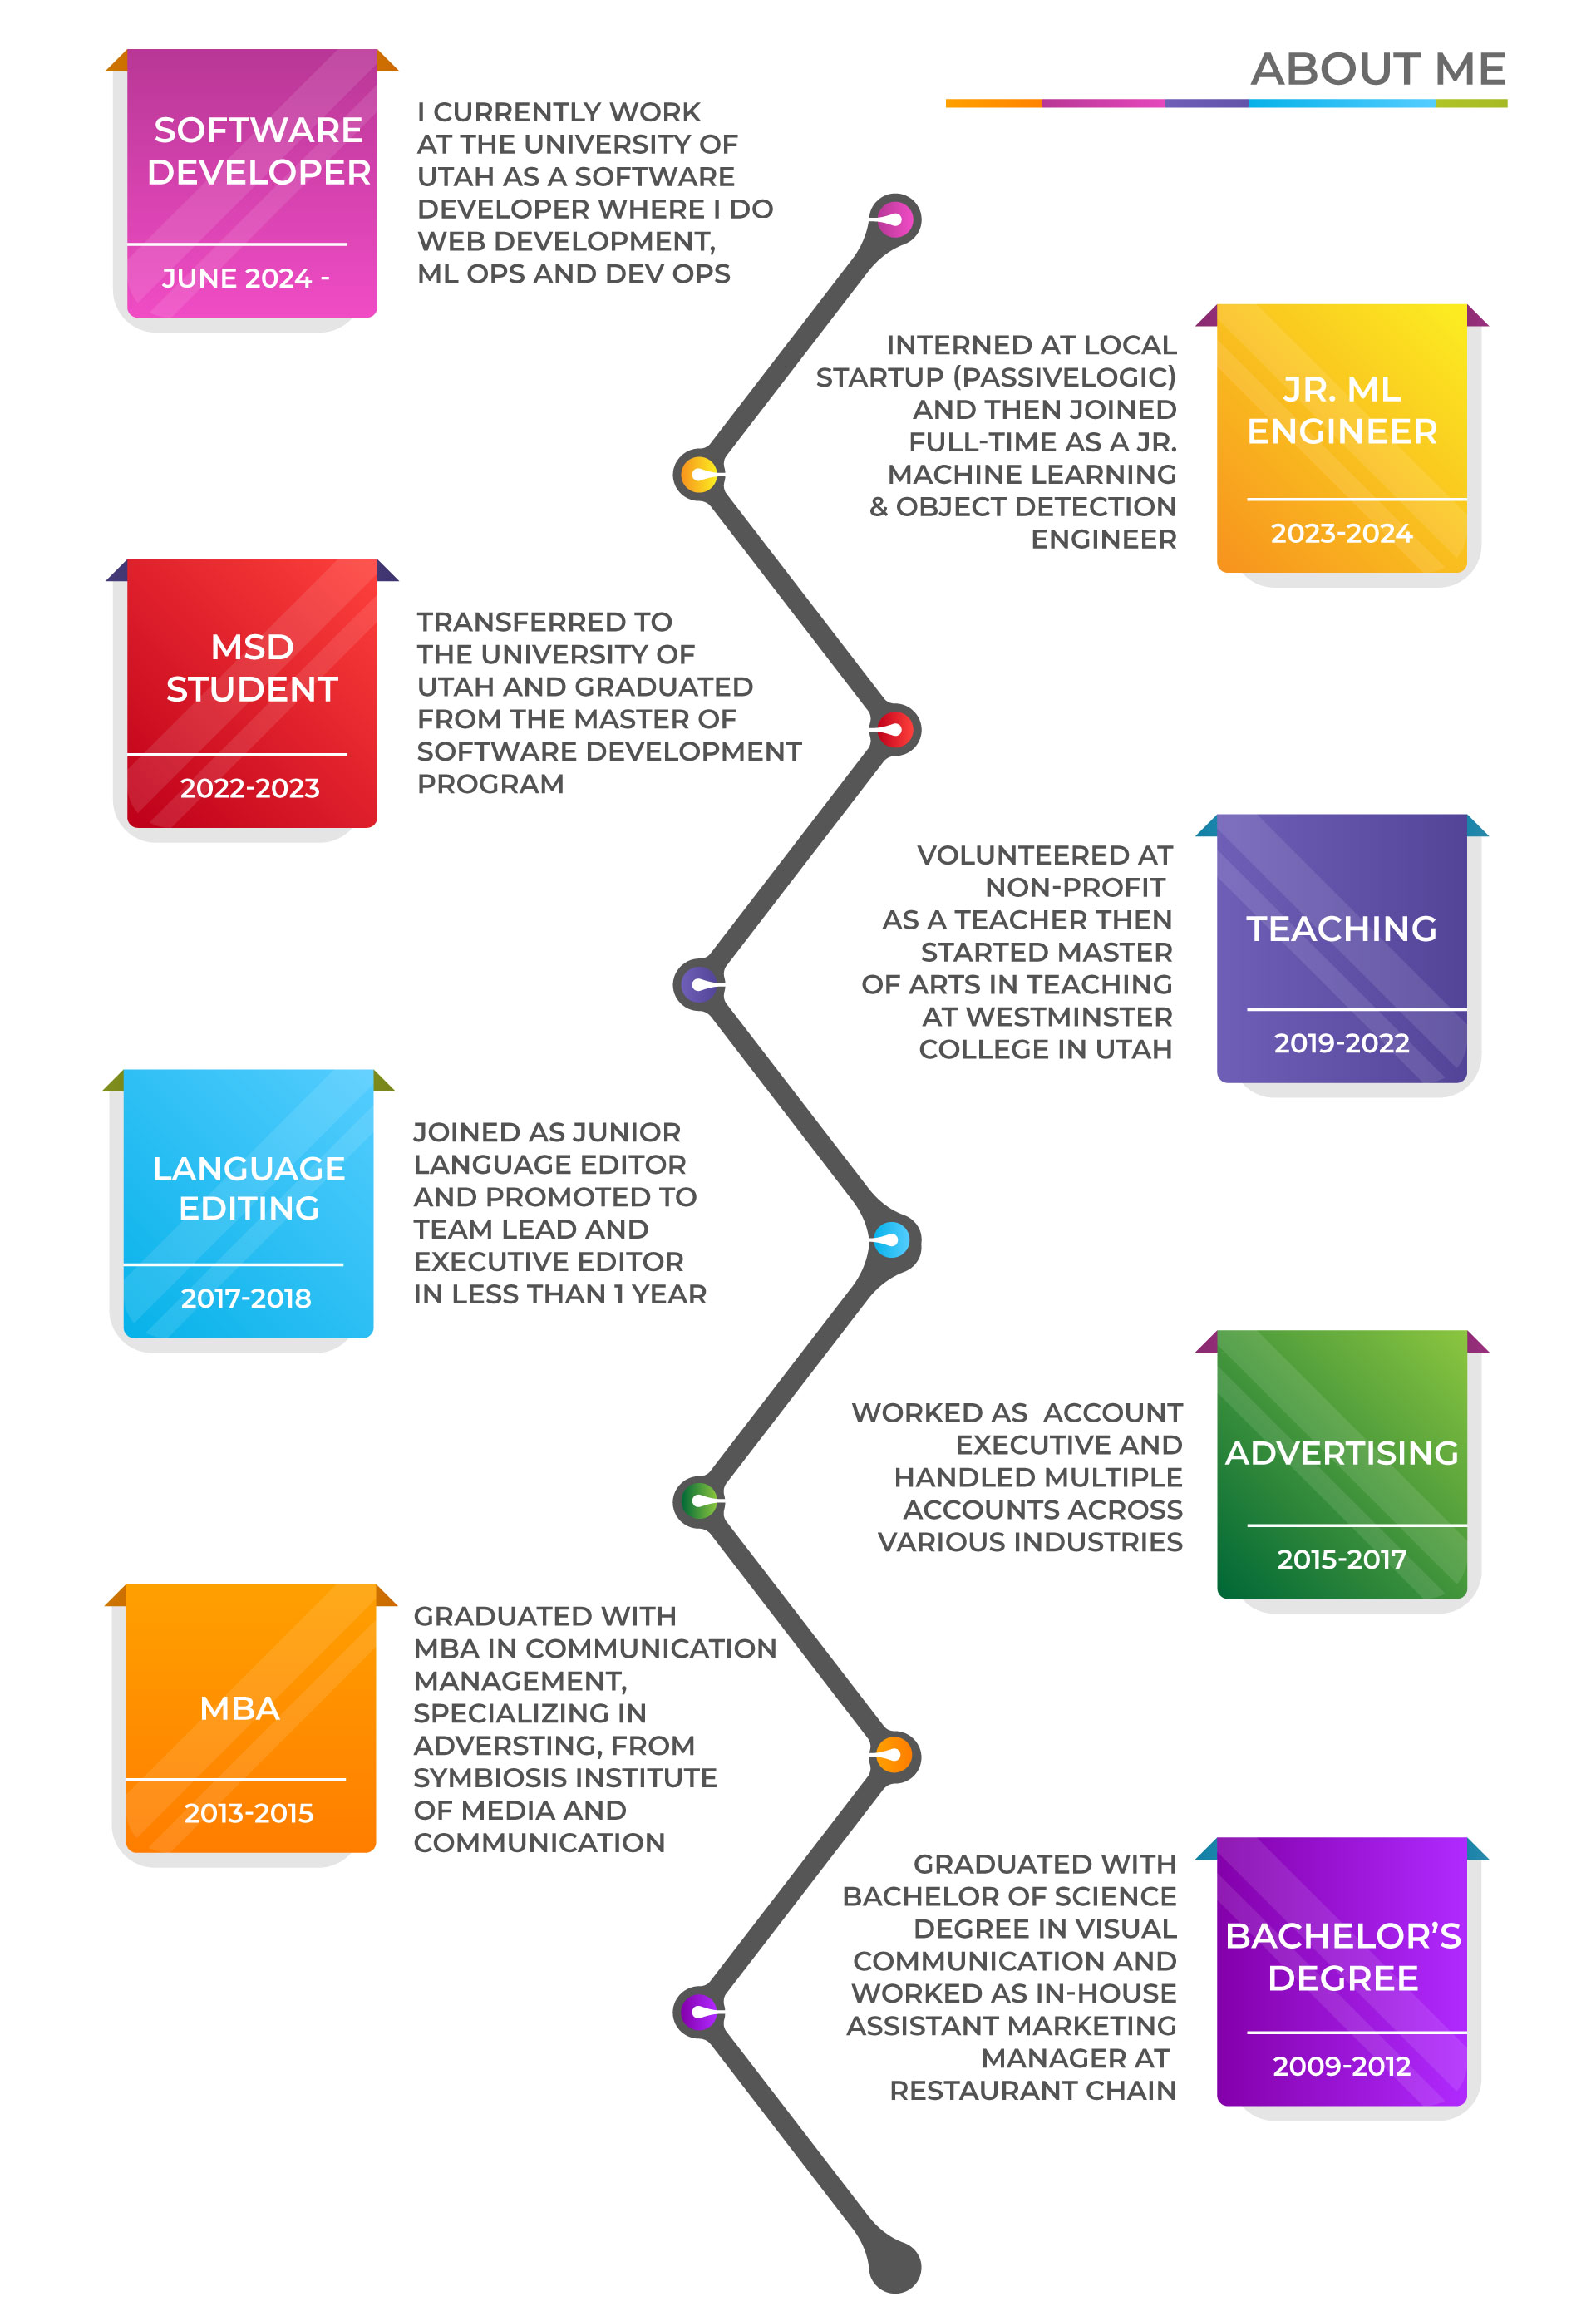 ABOUT ME
SOFTWARE
DEVELOPER
JUNE 2024 -
I CURRENTLY WORK
AT THE UNIVERSITY OF
UTAH AS A SOFTWARE
DEVELOPER WHERE I DO
WEB DEVELOPMENT,
ML OPS AND DEV OPS
INTERNED AT LOCAL
STARTUP (PASSIVELOGIC)
AND THEN JOINED
FULL-TIME AS A JR.
MACHINE LEARNING
& OBJECT DETECTION
ENGINEER
JR. ML
ENGINEER
2023-2024
MSD
STUDENT
2022-2023
TRANSFERRED TO
THE UNIVERSITY OF
UTAH AND GRADUATED
FROM THE MASTER OF
SOFTWARE DEVELOPMENT
PROGRAM
VOLUNTEERED AT
NON-PROFIT
AS A TEACHER THEN
STARTED MASTER
OF ARTS IN TEACHING
AT WESTMINSTER
COLLEGE IN UTAH
TEACHING
2019-2022
LANGUAGE
EDITING
2017-2018
JOINED AS JUNIOR
LANGUAGE EDITOR
AND PROMOTED TO
TEAM LEAD AND
EXECUTIVE EDITOR
IN LESS THAN 1 YEAR
WORKED AS ACCOUNT
EXECUTIVE AND
HANDLED MULTIPLE
ACCOUNTS ACROSS
VARIOUS INDUSTRIES
ADVERTISING
2015-2017
MBA
2013-2015
GRADUATED WITH
MBA IN COMMUNICATION
MANAGEMENT,
SPECIALIZING IN
ADVERSTING, FROM
SYMBIOSIS INSTITUTE
OF MEDIA AND
COMMUNICATION
GRADUATED WITH
BACHELOR OF SCIENCE
DEGREE IN VISUAL
COMMUNICATION AND
WORKED AS IN-HOUSE
ASSISTANT MARKETING
MANAGER AT
RESTAURANT CHAIN
BACHELOR'S
DEGREE
2009-2012